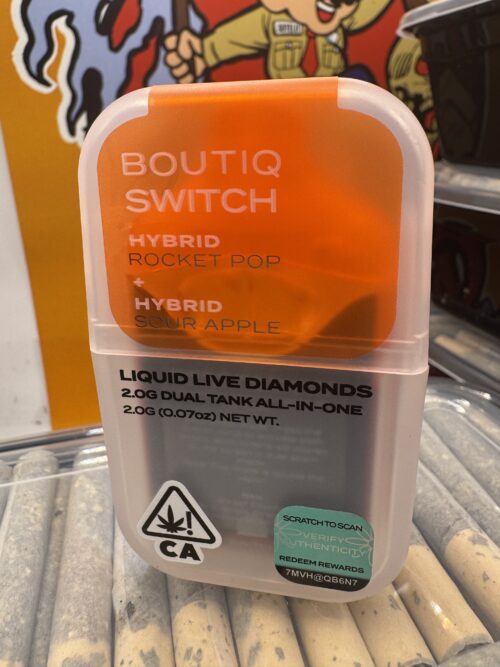 BOUTIQ
SWITCH
HYBRID
ROCKET POP
+
HYBRID
SOUR APPLE
LIQUID LIVE DIAMONDS
2.0G DUAL TANK ALL-IN-ONE
2.0G (0.07oz) NET WT.
CA
SCRATCH TO SCAN
VERIFY
AUTHENTICITY
REDEEM REWARDS
7MVH@QB6N7